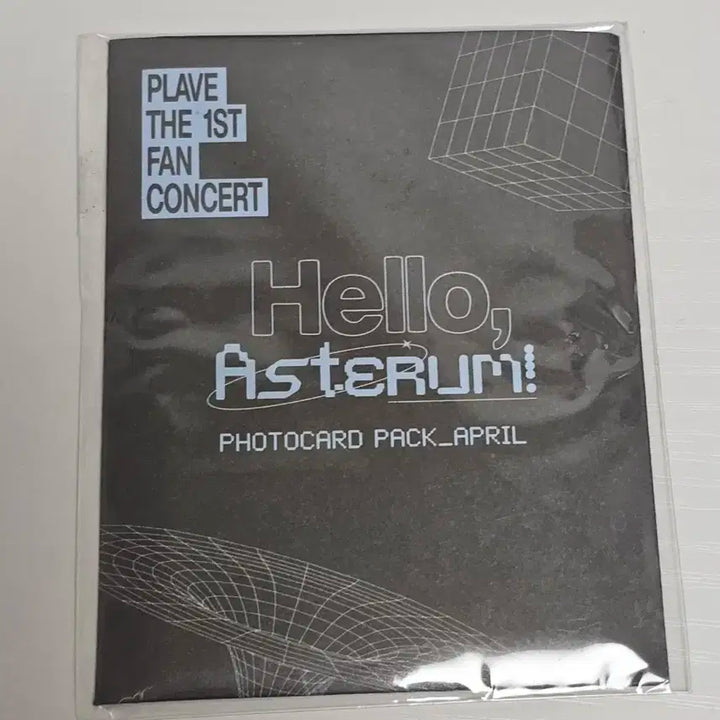 PLAVE
THE 1ST
FAN
CONCERT
Hello,
Asterum!
PHOTOCARD PACK_APRIL